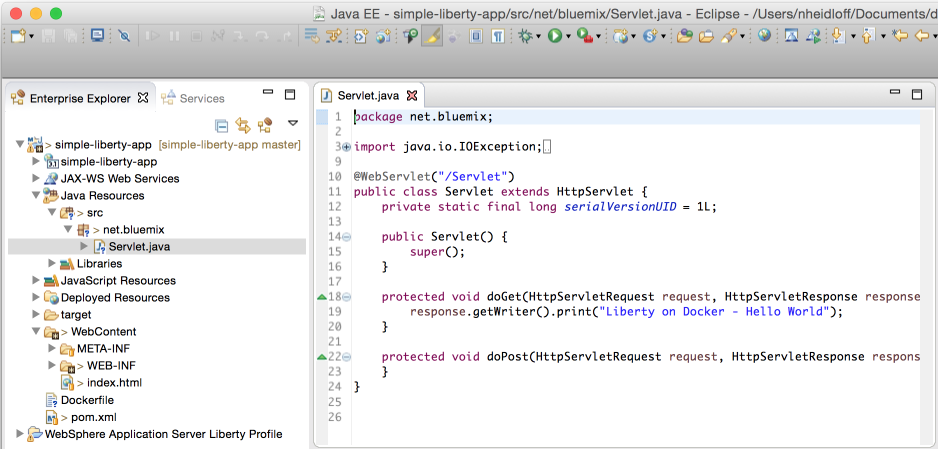 Java EE - simple-liberty-app/src/net/bluemix/Servlet.java - Eclipse - /Users/nheidloff/Documents/d
Enterprise Explorer
Services
> simple-liberty-app [simple-liberty-app master]
simple-liberty-app
JAX-WS Web Services
Java Resources
> src
> net.bluemix
Servlet.java
Libraries
JavaScript Resources
Deployed Resources
target
> WebContent
META-INF
> WEB-INF
> index.html
Dockerfile
> pom.xml
WebSphere Application Server Liberty Profile
Servlet.java
1 package net.bluemix;
2
3 import java.io.IOException;
9
10 @WebServlet("/Servlet")
11 public class Servlet extends HttpServlet {
12 private static final long serialVersionUID = 1L;
13
14 public Servlet() {
15 super();
16 }
17
18 protected void doGet(HttpServletRequest request, HttpServletResponse response
19 response.getWriter().print("Liberty on Docker - Hello World");
20 }
21
22 protected void doPost(HttpServletRequest request, HttpServletResponse respons
23 }
24 }
25
26